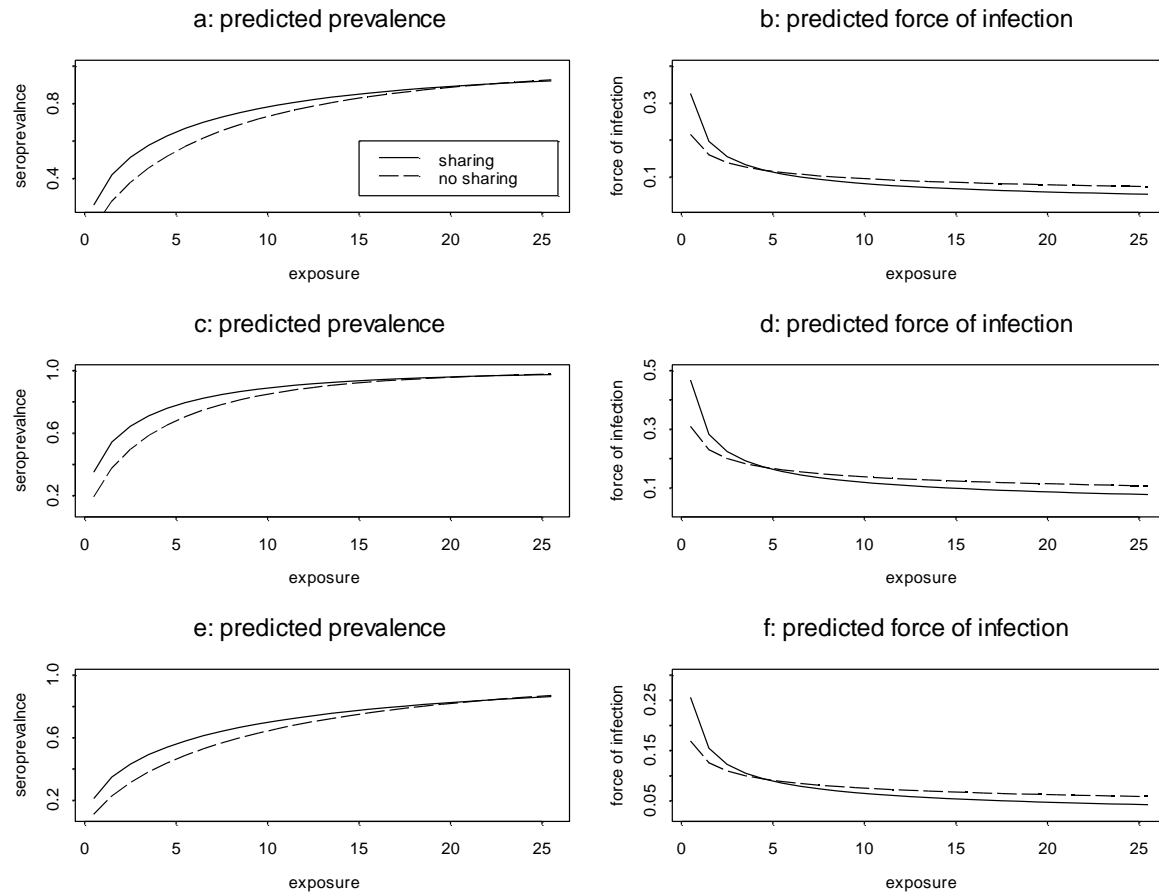 a: predicted prevalence
seroprevalnce
0.4 0.8
sharing
no sharing
0 5 10 15 20 25
exposure
b: predicted force of infection
force of infection
0.1 0.3
0 5 10 15 20 25
exposure
c: predicted prevalence
seroprevalnce
0.2 0.6 1.0
0 5 10 15 20 25
exposure
d: predicted force of infection
force of infection
0.1 0.3 0.5
0 5 10 15 20 25
exposure
e: predicted prevalence
seroprevalnce
0.2 0.6 1.0
0 5 10 15 20 25
exposure
f: predicted force of infection
force of infection
0.05 0.15 0.25
0 5 10 15 20 25
exposure